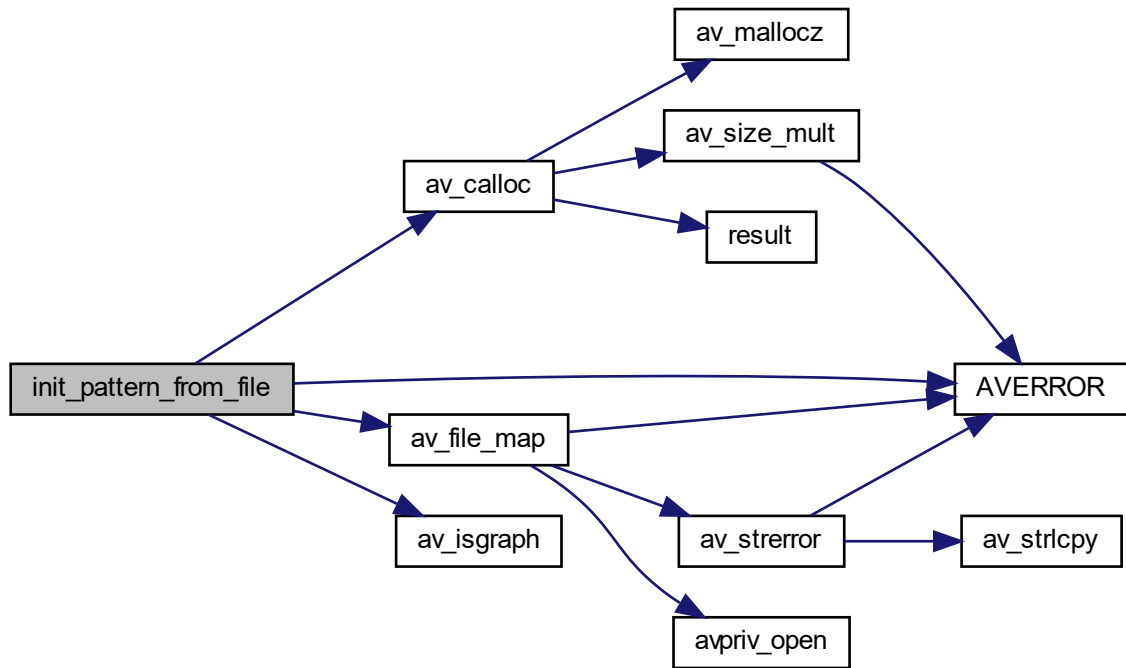 av_mallocz
av_size_mult
av_calloc
result
init_pattern_from_file
AVERROR
av_file_map
av_isgraph
av_strerror
av_strlcpy
avpriv_open